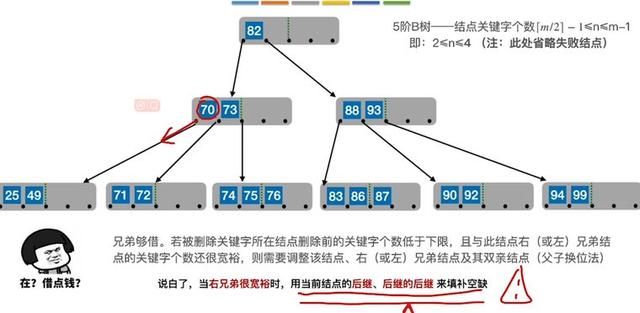 82
5阶B树——结点关键字个数⌈m/2⌉-1≤n≤m-1
即：2≤n≤4 （注：此处省略失败结点）
70 73
88 93
25 49
71 72
74 75 76
83 86 87
90 92
94 99
兄弟够借。若被删除关键字所在结点删除前的关键字个数低于下限，且与此结点右（或左）兄弟结
点的关键字个数还很宽裕，则需要调整该结点、右（或左）兄弟结点及其双亲结点（父子换位法）
在？借点钱？
说白了，当右兄弟很宽裕时，用当前结点的后继、后继的后继 来填补空缺